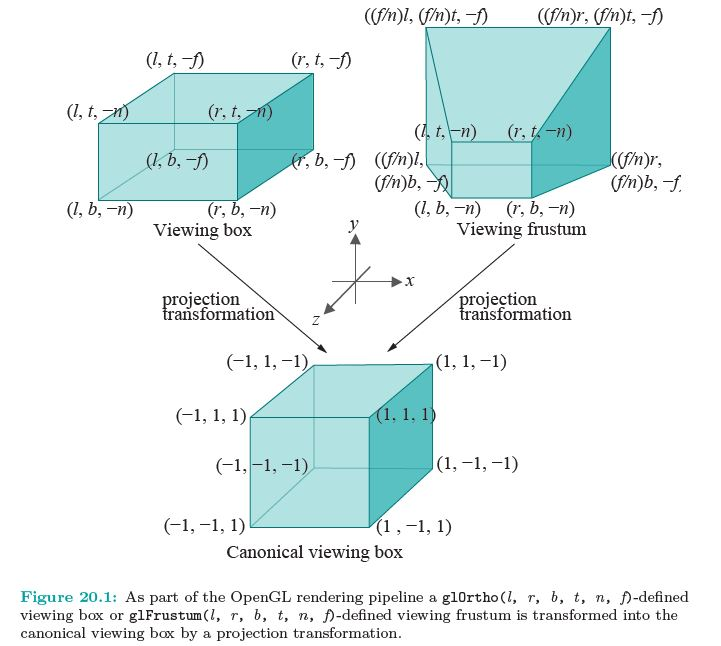 ((f/n)l, (f/n)t, −f) ((f/n)r, (f/n)t, −f)
(l, t, −f) (r, t, −f)
(l, t, −n) (r, t, −n)
(l, t, −n) (r, t, −n)
(l, b, −f) (r, b, −f) ((f/n)l, ((f/n)r,
(f/n)b, −f) (f/n)b, −f
(l, b, −n) (r, b, −n) (l, b, −n) (r, b, −n)
Viewing box Viewing frustum
y
x
z
projection projection
transformation transformation
(−1, 1, −1) (1, 1, −1)
(−1, 1, 1) (1, 1, 1)
(−1, −1, −1) (1, −1, −1)
(−1, −1, 1) (1 , −1, 1)
Canonical viewing box
Figure 20.1: As part of the OpenGL rendering pipeline a glOrtho(l, r, b, t, n, f)-defined
viewing box or glFrustum(l, r, b, t, n, f)-defined viewing frustum is transformed into the
canonical viewing box by a projection transformation.